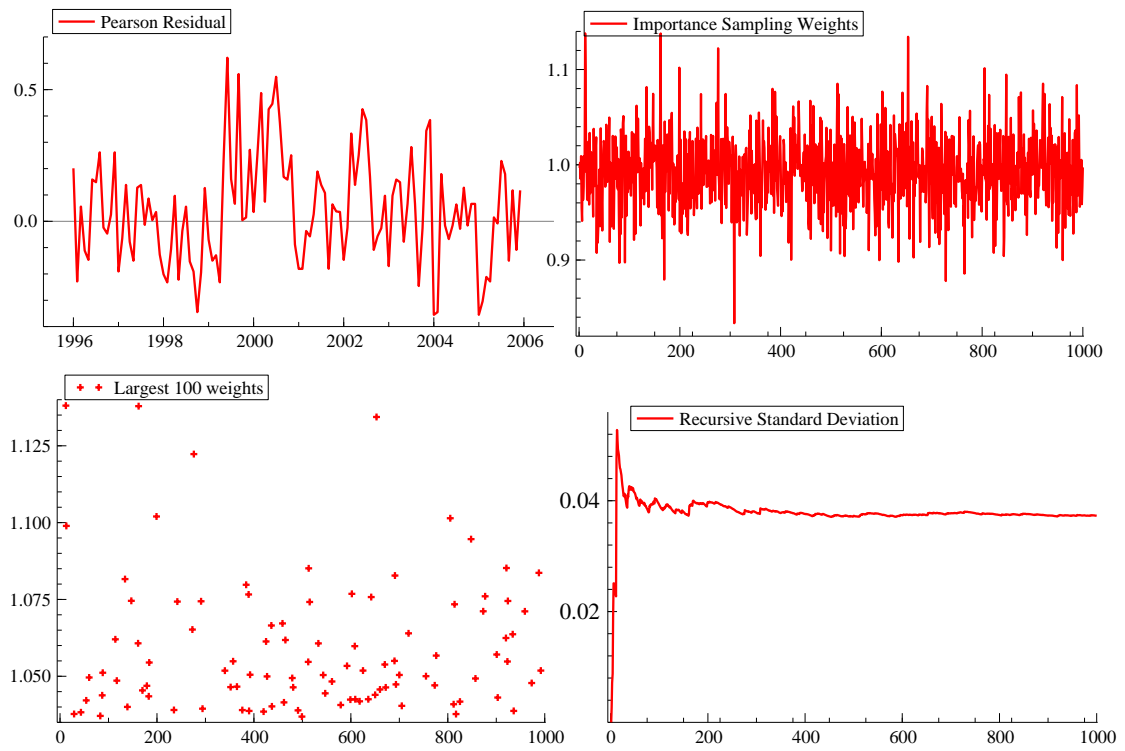 Pearson Residual
0.5
0.0
1996 1998 2000 2002 2004 2006
Importance Sampling Weights
1.1
1.0
0.9
0 200 400 600 800 1000
Largest 100 weights
1.125
1.100
1.075
1.050
0 200 400 600 800 1000
Recursive Standard Deviation
0.04
0.02
0 200 400 600 800 1000